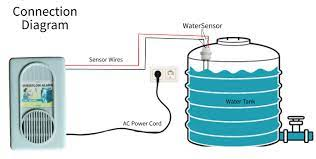 Connection
Diagram
WaterSensor
Sensor Wires
AC Power Cord
Water Tank